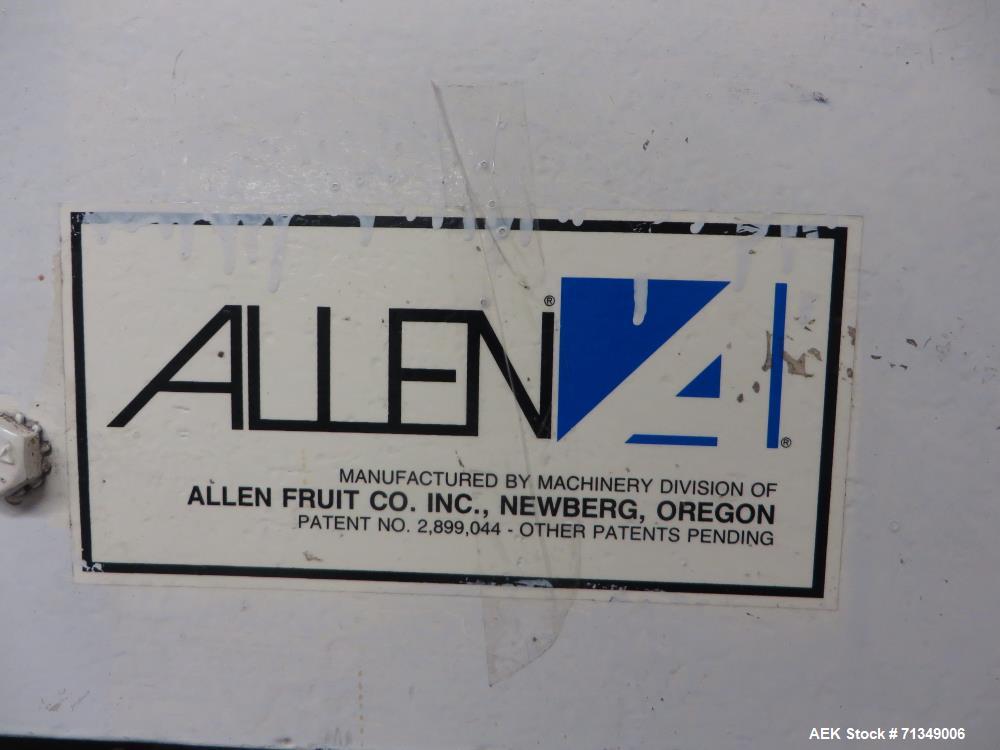 ALLEN®
A®
MANUFACTURED BY MACHINERY DIVISION OF
ALLEN FRUIT CO. INC., NEWBERG, OREGON
PATENT NO. 2,899,044 - OTHER PATENTS PENDING
AEK Stock #71349006